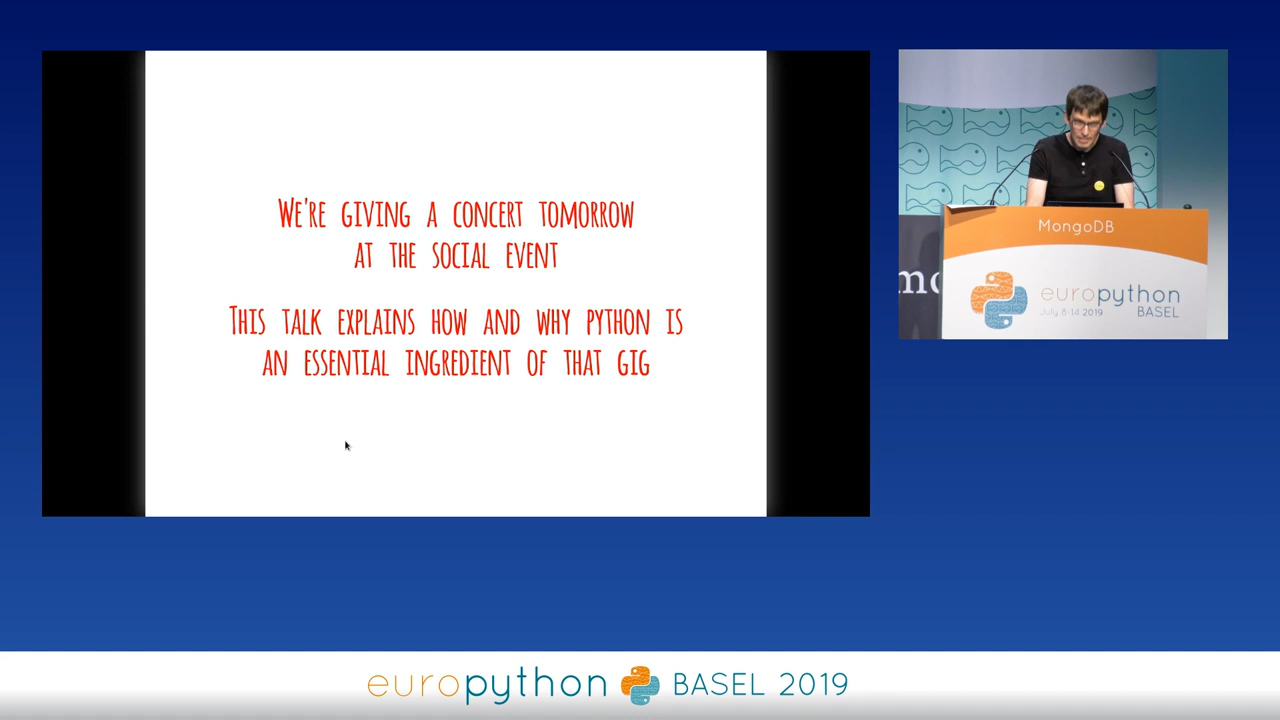 WE'RE GIVING A CONCERT TOMORROW
AT THE SOCIAL EVENT
THIS TALK EXPLAINS HOW AND WHY PYTHON IS
AN ESSENTIAL INGREDIENT OF THAT GIG
MongoDB
europython
July 8-14 2019
BASEL
europython BASEL 2019